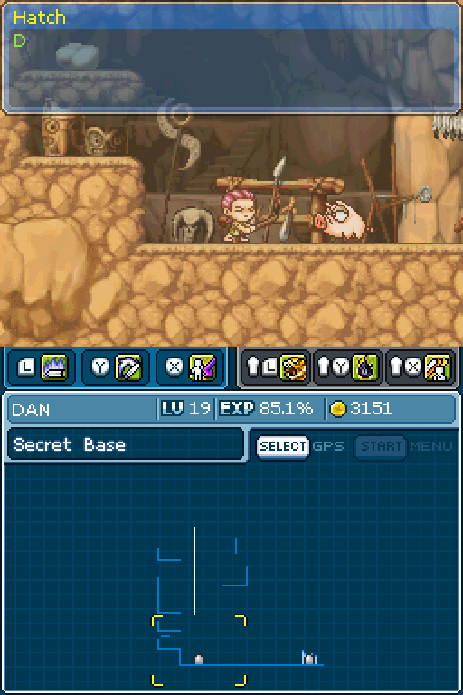 Hatch
D
L Y X L Y X
DAN LV 19 EXP 85.1% 3151
Secret Base SELECT GPS START MENU